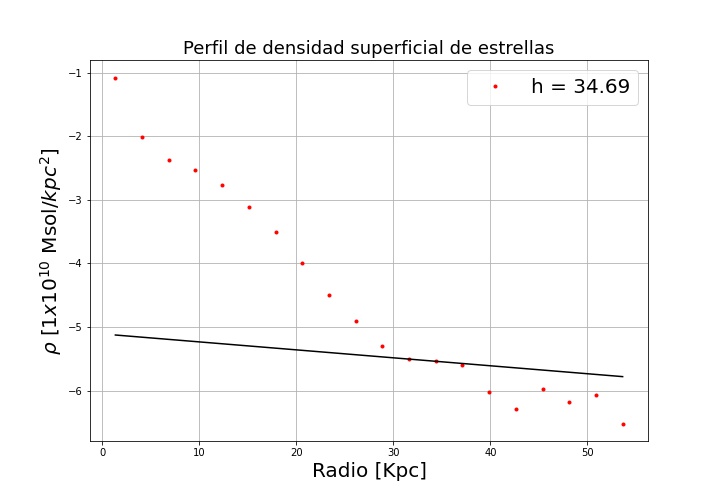 Perfil de densidad superficial de estrellas
h = 34.69
ρ [1x10¹⁰ Msol/kpc²]
−1
−2
−3
−4
−5
−6
0 10 20 30 40 50
Radio [Kpc]